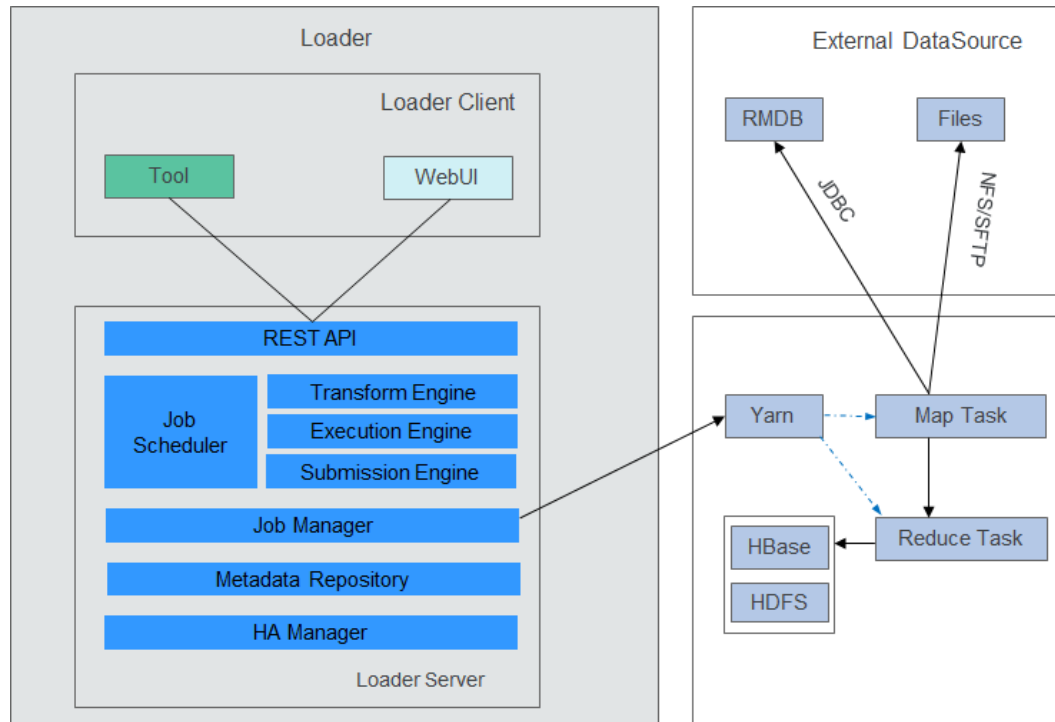 Loader
Loader Client
Tool
WebUI
REST API
Job
Scheduler
Transform Engine
Execution Engine
Submission Engine
Job Manager
Metadata Repository
HA Manager
Loader Server
External DataSource
RMDB
Files
JDBC
NFS/SFTP
Yarn
Map Task
Reduce Task
HBase
HDFS